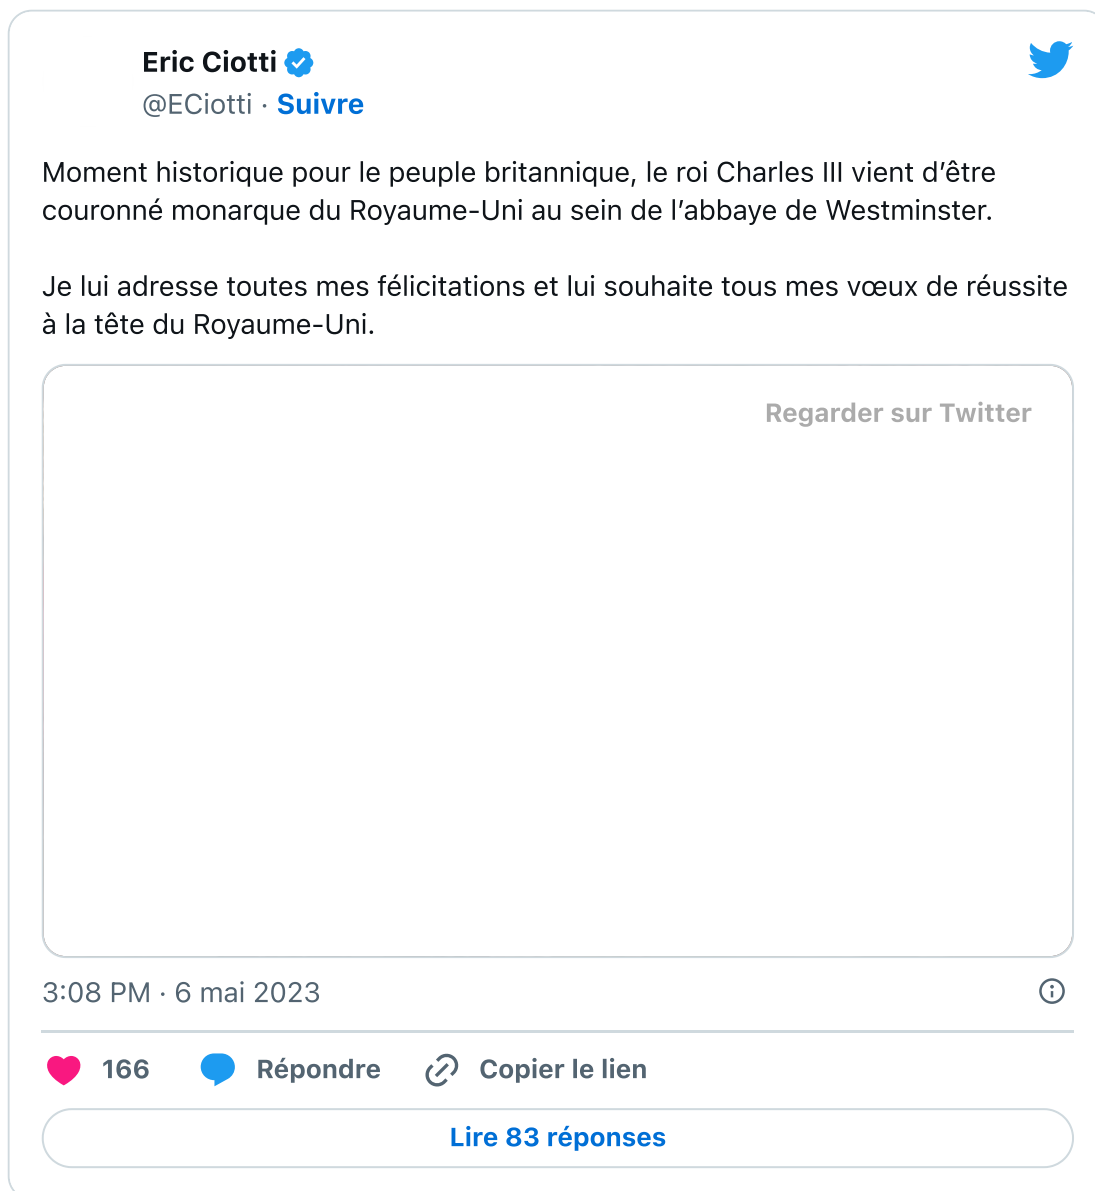 Eric Ciotti
@ECiotti · Suivre
Moment historique pour le peuple britannique, le roi Charles III vient d’être
couronné monarque du Royaume-Uni au sein de l’abbaye de Westminster.
Je lui adresse toutes mes félicitations et lui souhaite tous mes vœux de réussite
à la tête du Royaume-Uni.
Regarder sur Twitter
3:08 PM · 6 mai 2023
166 Répondre Copier le lien
Lire 83 réponses